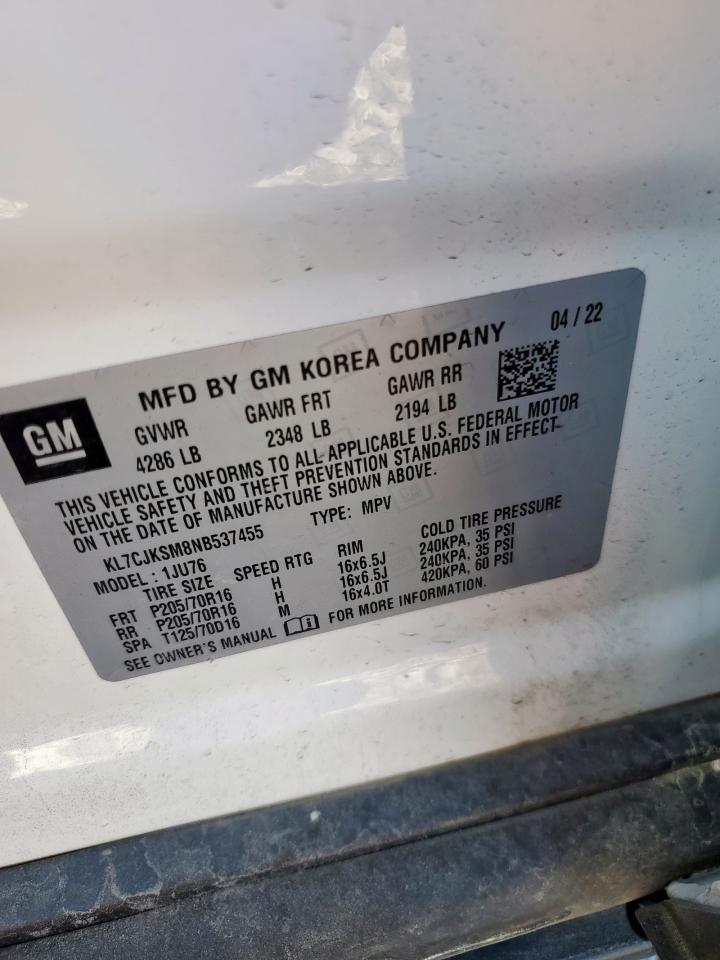 GM
MFD BY GM KOREA COMPANY 04 / 22
GVWR GAWR FRT GAWR RR
4286 LB 2348 LB 2194 LB
THIS VEHICLE CONFORMS TO ALL APPLICABLE U.S. FEDERAL MOTOR
VEHICLE SAFETY AND THEFT PREVENTION STANDARDS IN EFFECT
ON THE DATE OF MANUFACTURE SHOWN ABOVE.
KL7CJKSM8NB537455 TYPE: MPV
MODEL : 1JU76
TIRE SIZE SPEED RTG RIM COLD TIRE PRESSURE
FRT P205/70R16 H 16x6.5J 240KPA, 35 PSI
RR P205/70R16 H 16x6.5J 240KPA, 35 PSI
SPA T125/70D16 M 16x4.0T 420KPA, 60 PSI
SEE OWNER'S MANUAL FOR MORE INFORMATION.